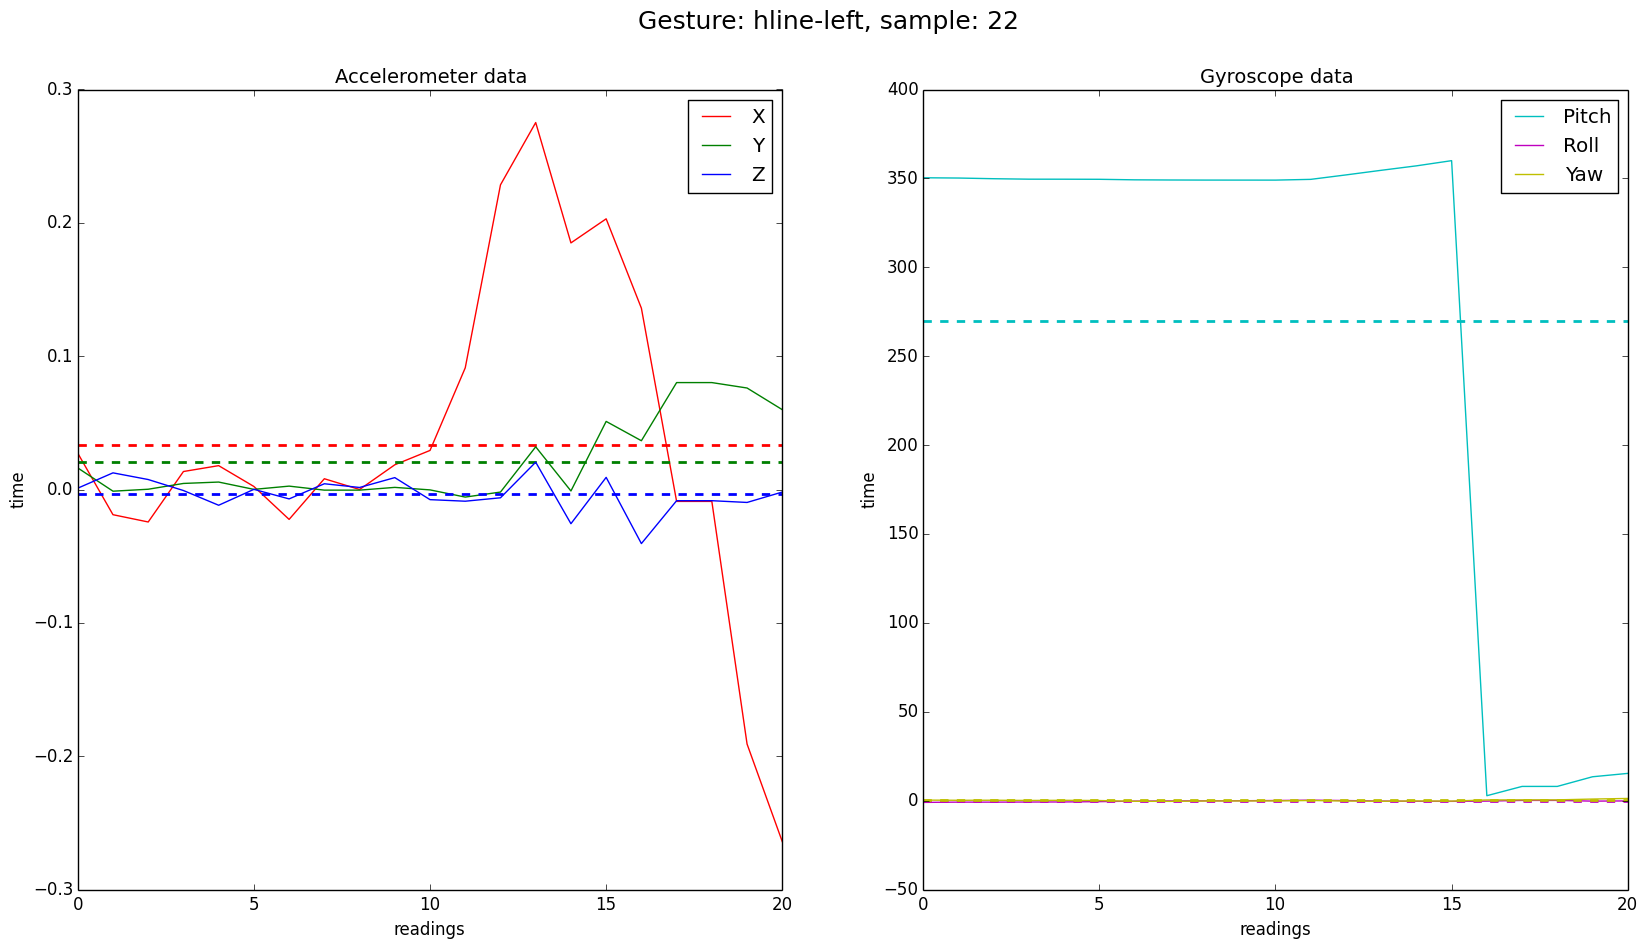 Gesture: hline-left, sample: 22
Accelerometer data
0.3
0.2
0.1
0.0
−0.1
−0.2
−0.3
time
0
5
10
15
20
readings
X
Y
Z
Gyroscope data
400
350
300
250
200
150
100
50
0
−50
time
0
5
10
15
20
readings
Pitch
Roll
Yaw